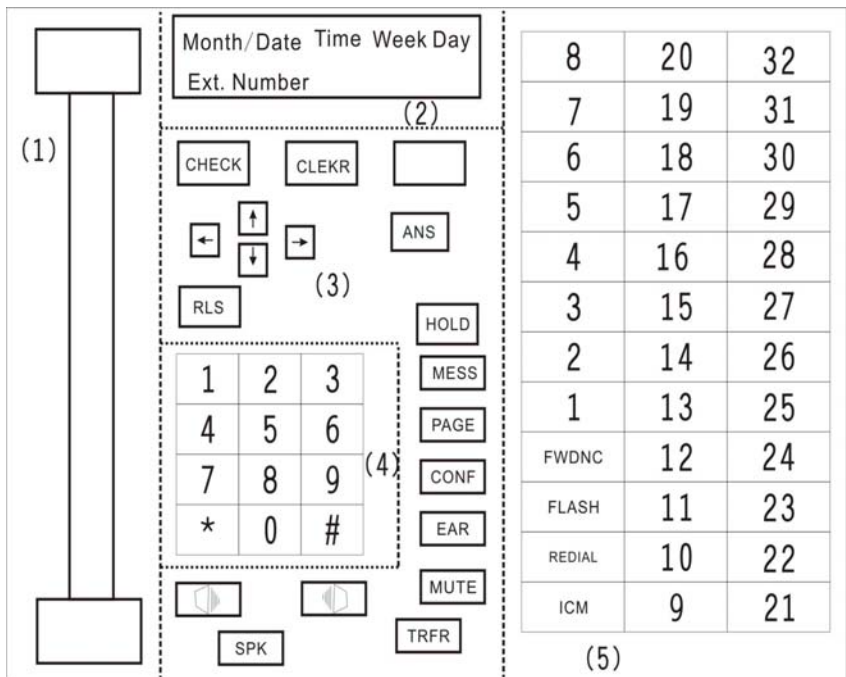 Month/Date Time Week Day
Ext. Number
(2)
(1)
CHECK CLEKR
ANS
(3)
RLS
HOLD
MESS
PAGE
CONF
EAR
MUTE
TRFR
1 2 3
4 5 6
7 8 9
* 0 #
(4)
SPK
8 20 32
7 19 31
6 18 30
5 17 29
4 16 28
3 15 27
2 14 26
1 13 25
FWDNC 12 24
FLASH 11 23
REDIAL 10 22
ICM 9 21
(5)